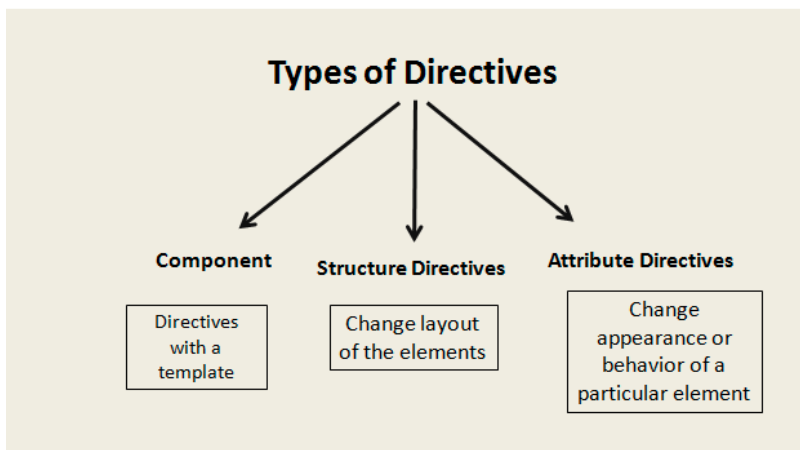 Types of Directives
Component
Directives
with a
template
Structure Directives
Change layout
of the elements
Attribute Directives
Change
appearance or
behavior of a
particular element